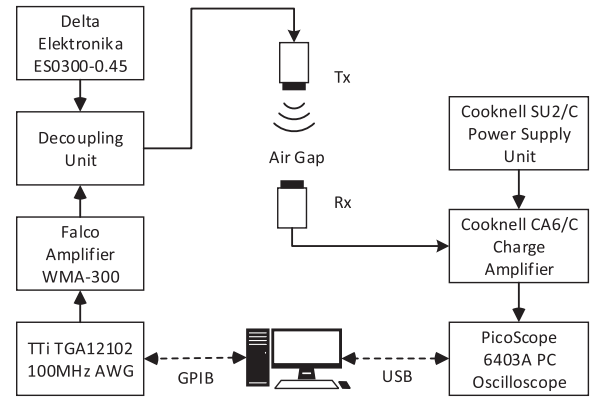 Delta
Elektronika
ES0300-0.45
Decoupling
Unit
Falco
Amplifier
WMA-300
TTi TGA12102
100MHz AWG
GPIB
Tx
Air Gap
Rx
USB
Cooknell SU2/C
Power Supply
Unit
Cooknell CA6/C
Charge
Amplifier
PicoScope
6403A PC
Oscilloscope